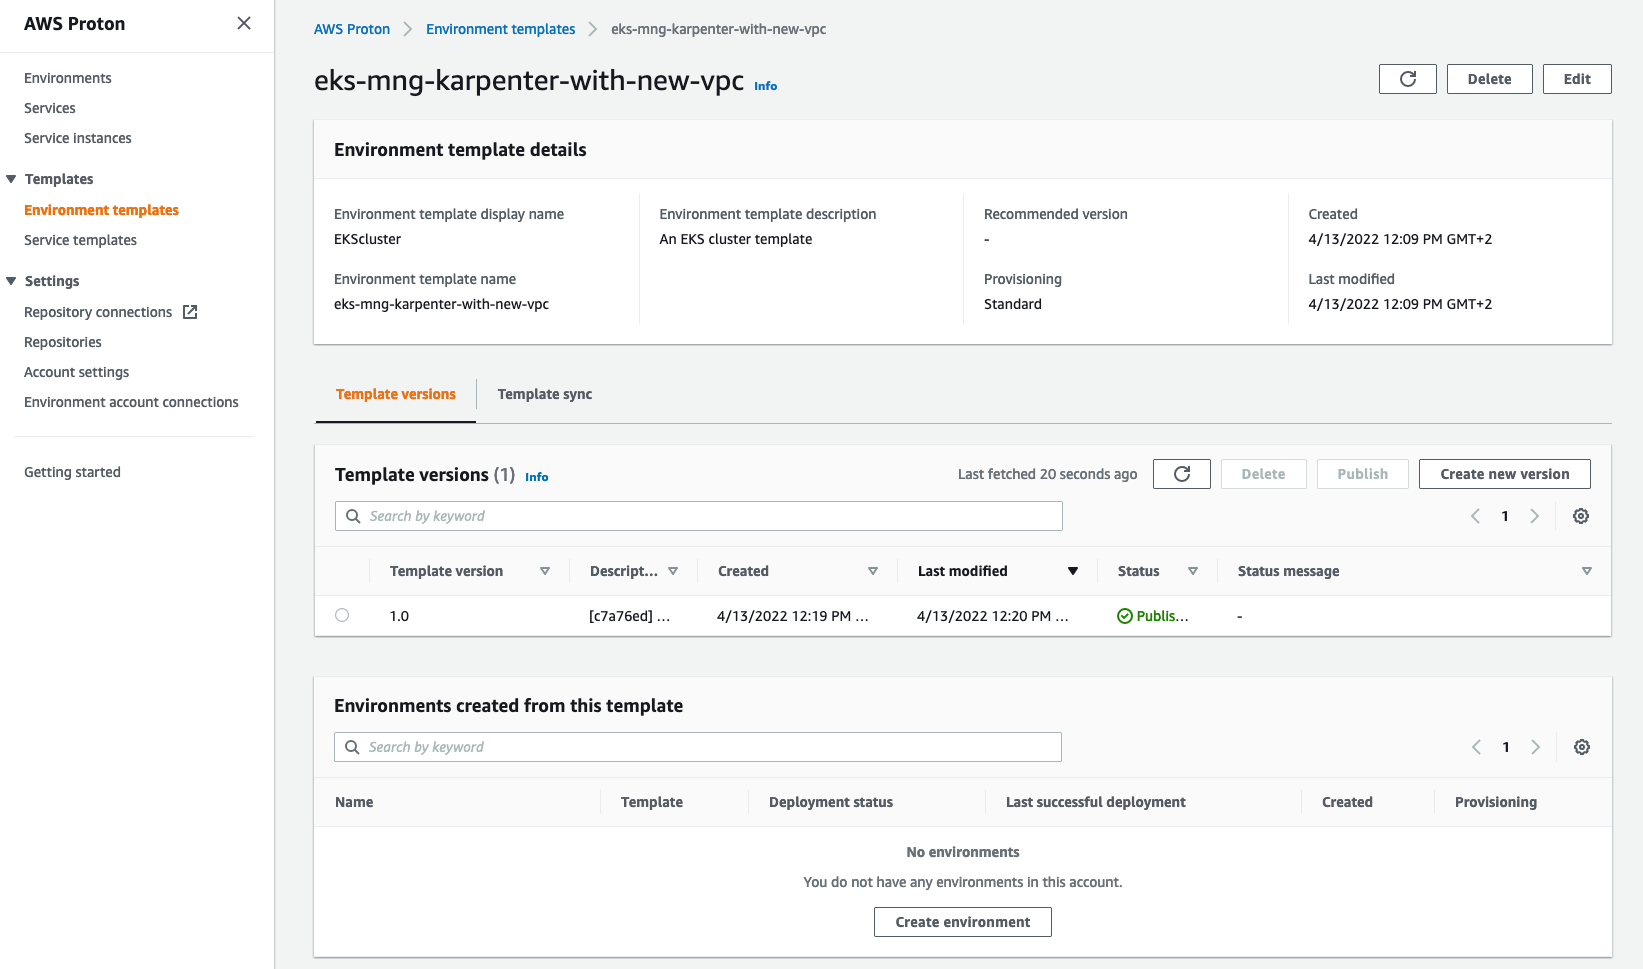 AWS Proton
Environments
Services
Service instances
Templates
Environment templates
Service templates
Settings
Repository connections
Repositories
Account settings
Environment account connections
Getting started
AWS Proton Environment templates eks-mng-karpenter-with-new-vpc
eks-mng-karpenter-with-new-vpc Info
Delete Edit
Environment template details
Environment template display name
EKScluster
Environment template name
eks-mng-karpenter-with-new-vpc
Environment template description
An EKS cluster template
Recommended version
-
Provisioning
Standard
Created
4/13/2022 12:09 PM GMT+2
Last modified
4/13/2022 12:09 PM GMT+2
Template versions Template sync
Template versions (1) Info
Last fetched 20 seconds ago Delete Publish Create new version
Search by keyword
1
Template version Descript... Created Last modified Status Status message
1.0 [c7a76ed] ... 4/13/2022 12:19 PM ... 4/13/2022 12:20 PM ... Publis... -
Environments created from this template
Search by keyword
1
Name Template Deployment status Last successful deployment Created Provisioning
No environments
You do not have any environments in this account.
Create environment